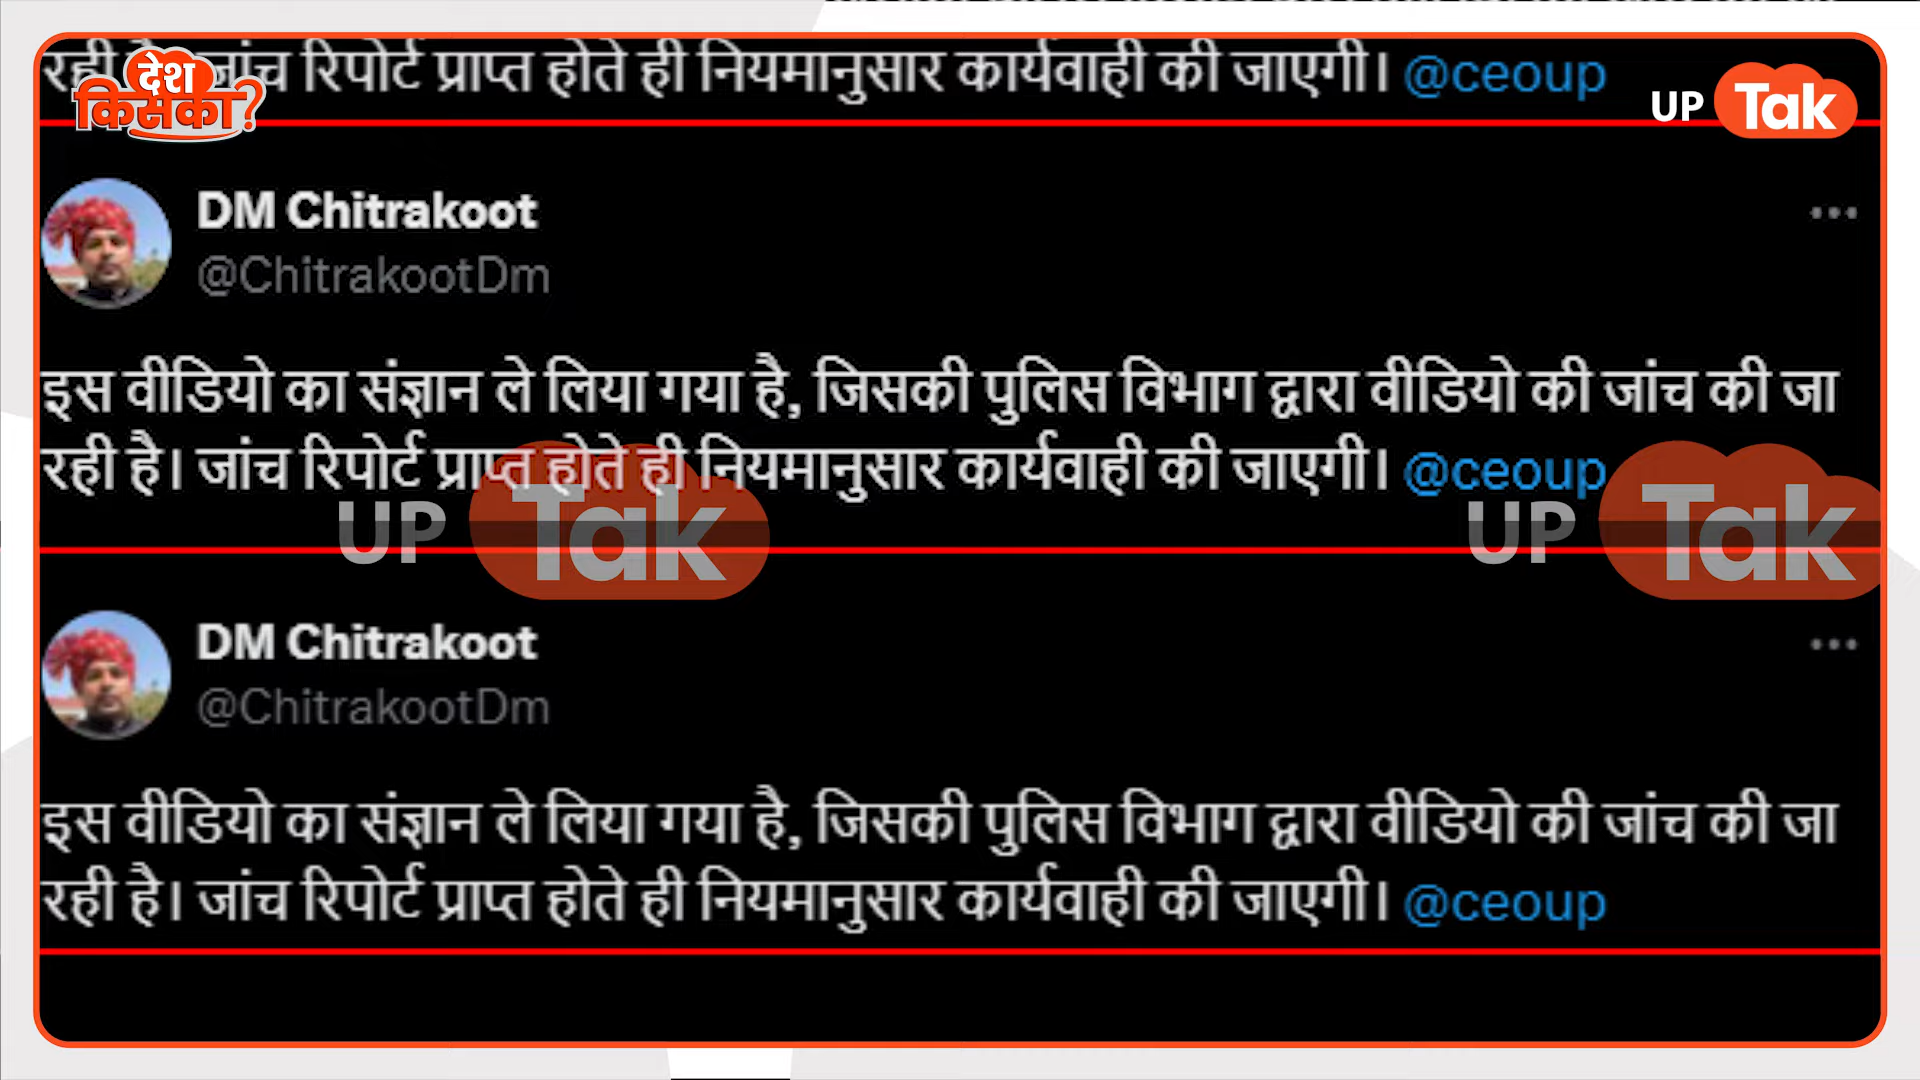 रही है। जांच रिपोर्ट प्राप्त होते ही नियमानुसार कार्यवाही की जाएगी। @ceoup
देश
किसका?
UP Tak
DM Chitrakoot
@ChitrakootDm
इस वीडियो का संज्ञान ले लिया गया है, जिसकी पुलिस विभाग द्वारा वीडियो की जांच की जा
रही है। जांच रिपोर्ट प्राप्त होते ही नियमानुसार कार्यवाही की जाएगी। @ceoup
UP Tak
UP Tak
DM Chitrakoot
@ChitrakootDm
इस वीडियो का संज्ञान ले लिया गया है, जिसकी पुलिस विभाग द्वारा वीडियो की जांच की जा
रही है। जांच रिपोर्ट प्राप्त होते ही नियमानुसार कार्यवाही की जाएगी। @ceoup